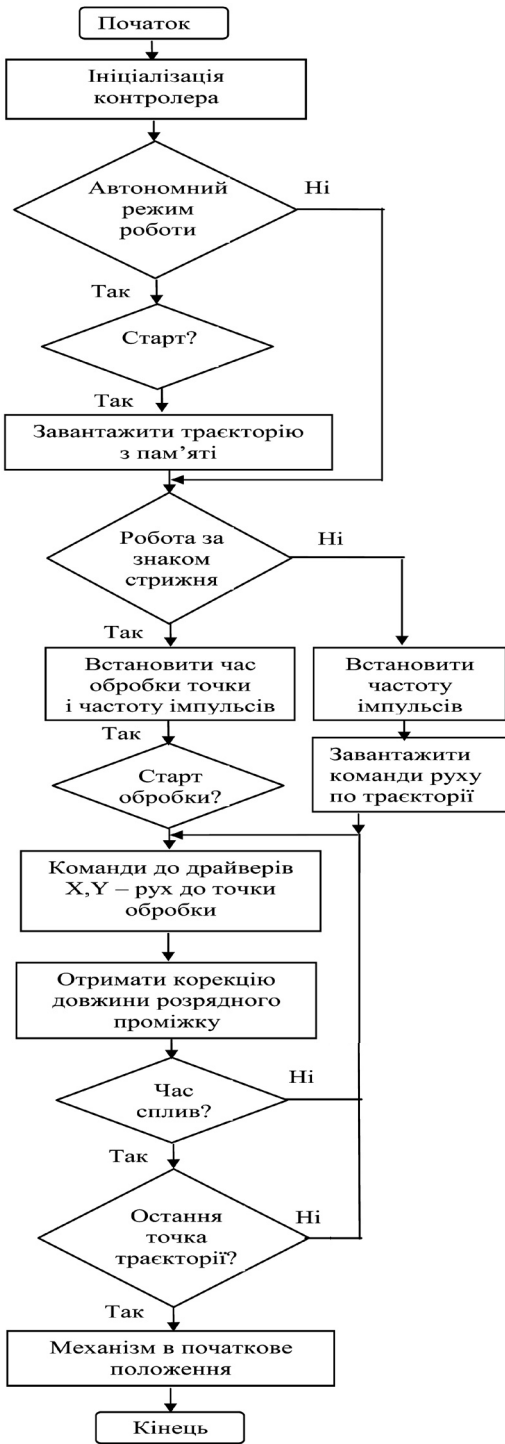 Початок
Ініціалізація
контролера
Автономний
режим
роботи
Ні
Так
Старт?
Так
Завантажити траєкторію
з пам’яті
Робота за
знаком
стрижня
Ні
Так
Встановити час
обробки точки
і частоту імпульсів
Встановити
частоту
імпульсів
Так
Старт
обробки?
Завантажити
команди руху
по траєкторії
Команди до драйверів
X,Y – рух до точки
обробки
Отримати корекцію
довжини розрядного
проміжку
Час
сплив?
Ні
Так
Остання
точка
траєкторії?
Ні
Так
Механізм в початкове
положення
Кінець